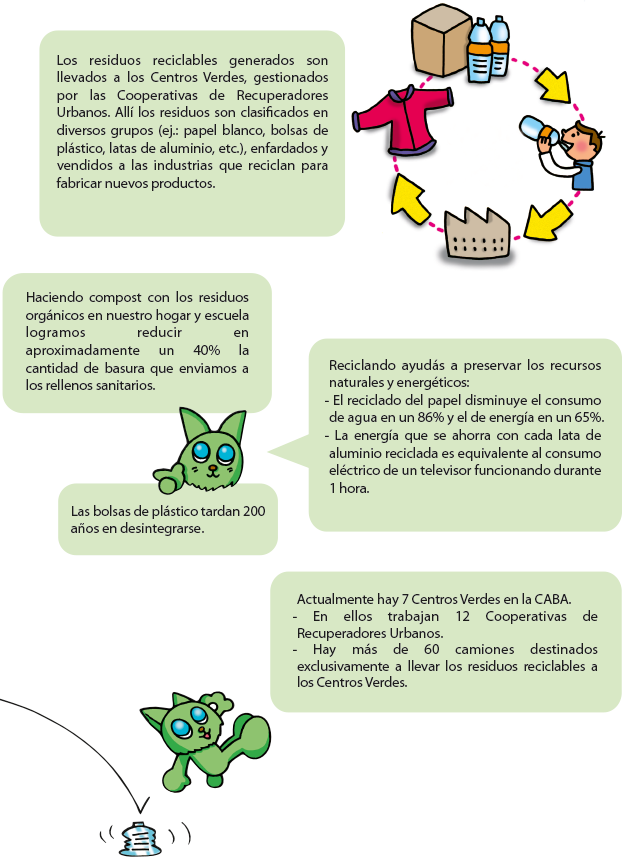 Los residuos reciclables generados son
llevados a los Centros Verdes, gestionados
por las Cooperativas de Recuperadores
Urbanos. Allí los residuos son clasificados en
diversos grupos (ej.: papel blanco, bolsas de
plástico, latas de aluminio, etc.), enfardados y
vendidos a las industrias que reciclan para
fabricar nuevos productos.
Haciendo compost con los residuos
orgánicos en nuestro hogar y escuela
logramos reducir en
aproximadamente un 40% la
cantidad de basura que enviamos a
los rellenos sanitarios.
Reciclando ayudás a preservar los recursos
naturales y energéticos:
- El reciclado del papel disminuye el consumo
de agua en un 86% y el de energía en un 65%.
- La energía que se ahorra con cada lata de
aluminio reciclada es equivalente al consumo
eléctrico de un televisor funcionando durante
1 hora.
Las bolsas de plástico tardan 200
años en desintegrarse.
Actualmente hay 7 Centros Verdes en la CABA.
- En ellos trabajan 12 Cooperativas de
Recuperadores Urbanos.
- Hay más de 60 camiones destinados
exclusivamente a llevar los residuos reciclables a
los Centros Verdes.